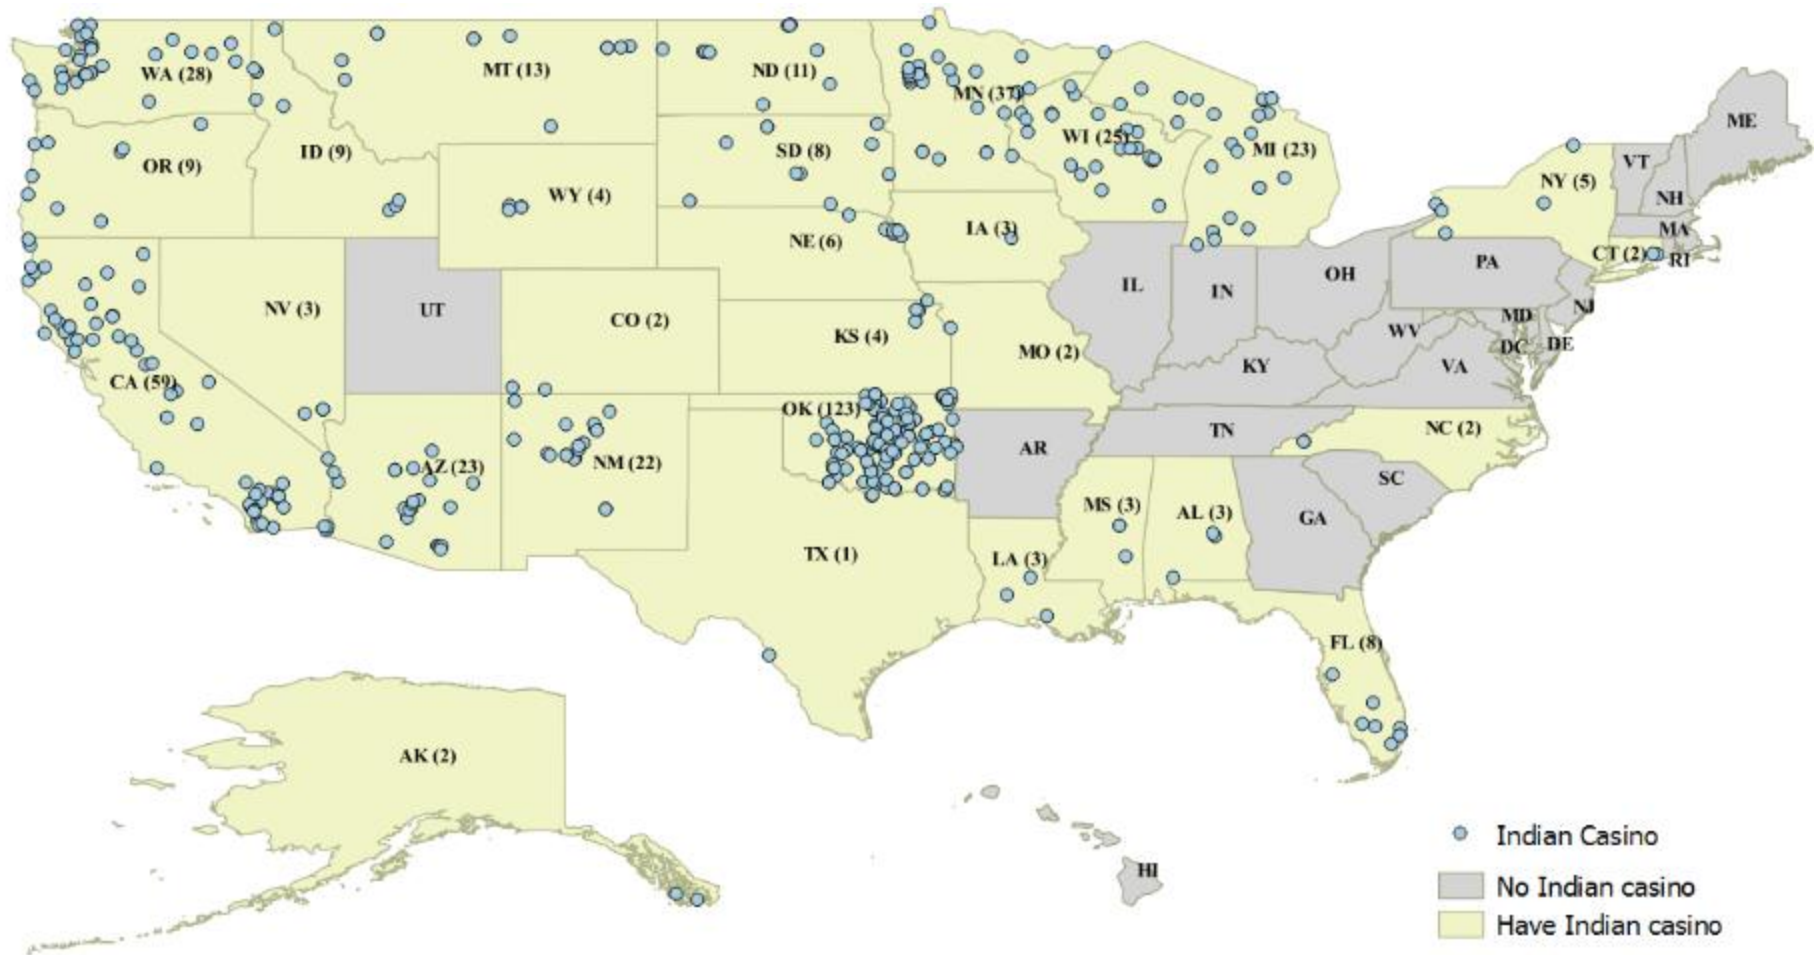 WA (28)
MT (13)
ND (11)
MN (37)
ME
OR (9)
ID (9)
SD (8)
WI (25)
MI (23)
VT
NY (5)
NH
WY (4)
MA
NE (6)
IA (3)
CT (2)
RI
PA
OH
IL
IN
NV (3)
UT
CO (2)
KS (4)
MO (2)
NJ
MD
WV
DC
DE
KY
VA
CA (59)
OK (123)
TN
NC (2)
AR
AZ (23)
NM (22)
SC
MS (3)
AL (3)
GA
TX (1)
LA (3)
FL (8)
AK (2)
HI
Indian Casino
No Indian casino
Have Indian casino